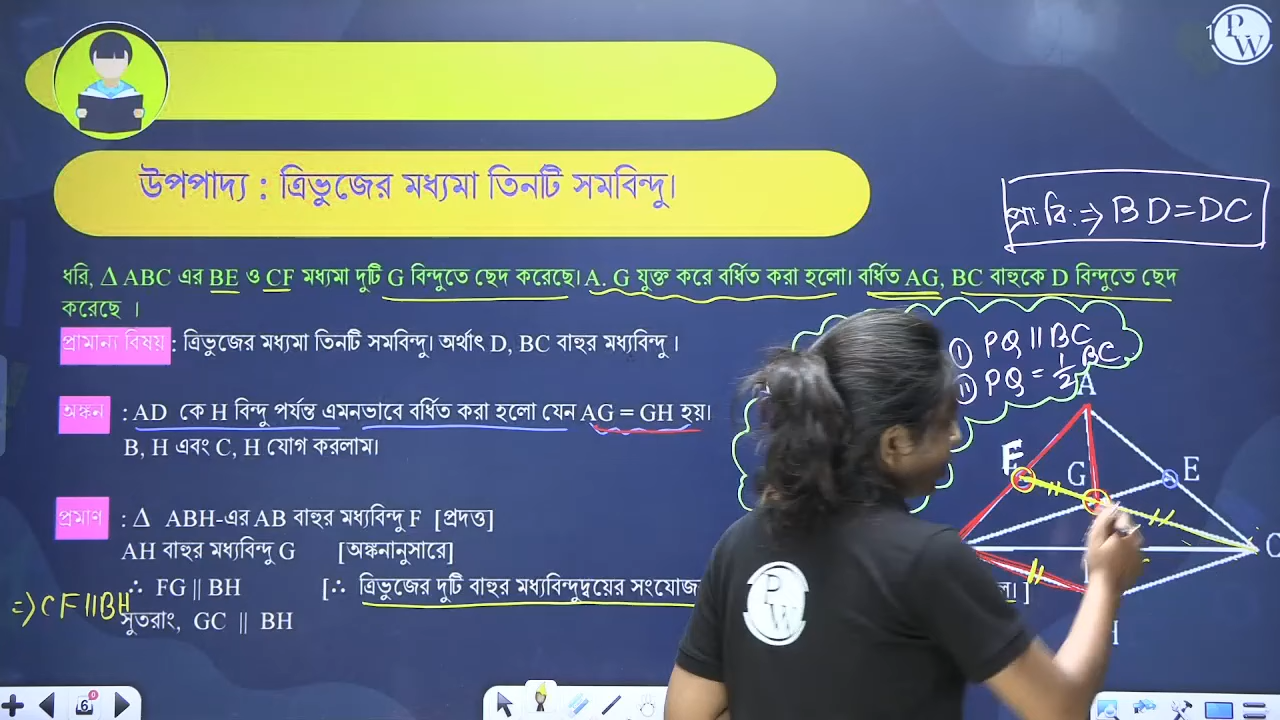 PW
উপপাদ্য : ত্রিভুজের মধ্যমা তিনটি সমবিন্দু।
প্রা. বি: ⇒ BD = DC
ধরি, Δ ABC এর BE ও CF মধ্যমা দুটি G বিন্দুতে ছেদ করেছে। A. G যুক্ত করে বর্ধিত করা হলো। বর্ধিত AG, BC বাহুকে D বিন্দুতে ছেদ
করেছে ।
প্রামান্য বিষয় : ত্রিভুজের মধ্যমা তিনটি সমবিন্দু। অর্থাৎ D, BC বাহুর মধ্যবিন্দু ।
① PQ || BC
② PQ = 1/2 BC
অঙ্কন : AD কে H বিন্দু পর্যন্ত এমনভাবে বর্ধিত করা হলো যেন AG = GH হয়।
B, H এবং C, H যোগ করলাম।
A
F
G
E
C
H
প্রমাণ : Δ ABH-এর AB বাহুর মধ্যবিন্দু F [প্রদত্ত]
AH বাহুর মধ্যবিন্দু G [অঙ্কনানুসারে]
∴ FG || BH [∴ ত্রিভুজের দুটি বাহুর মধ্যবিন্দুদ্বয়ের ]
⇒ CF || BH
সুতরাং, GC || BH
PW
6
0